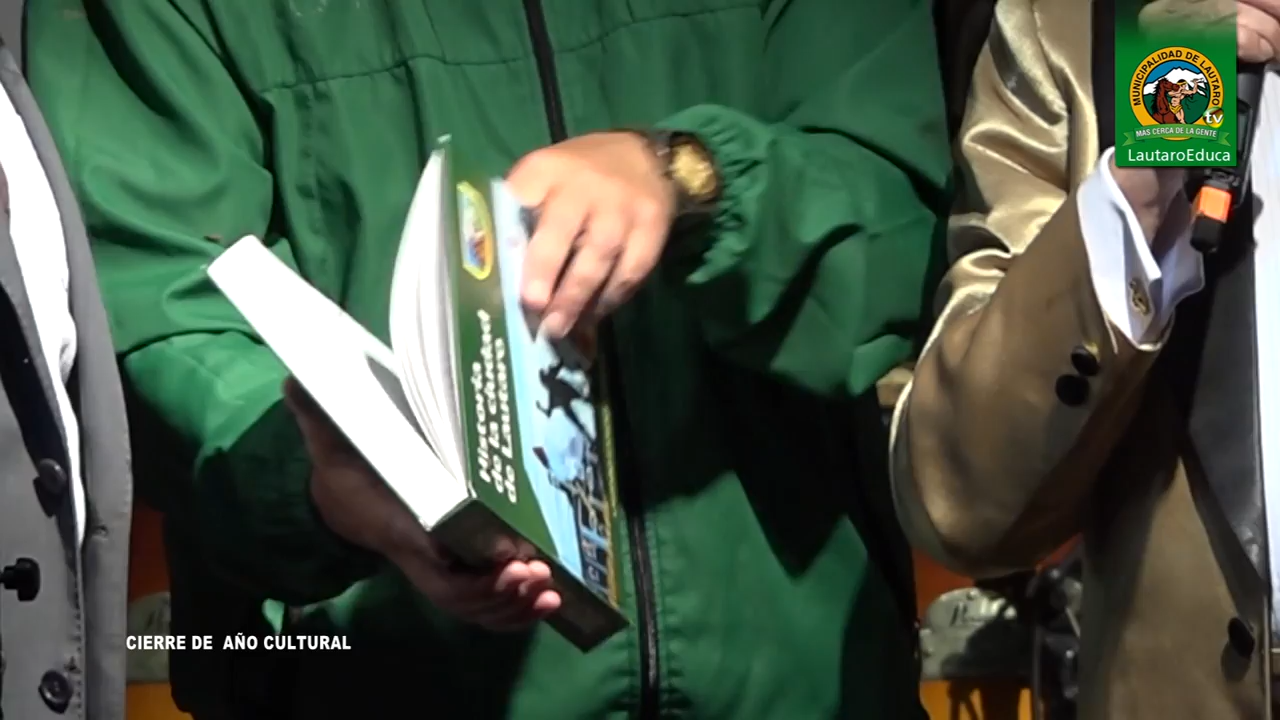 MUNICIPALIDAD DE LAUTARO
tv
MAS CERCA DE LA GENTE
LautaroEduca
Historia
de la ciudad
de Lautaro
CIERRE DE  AÑO CULTURAL